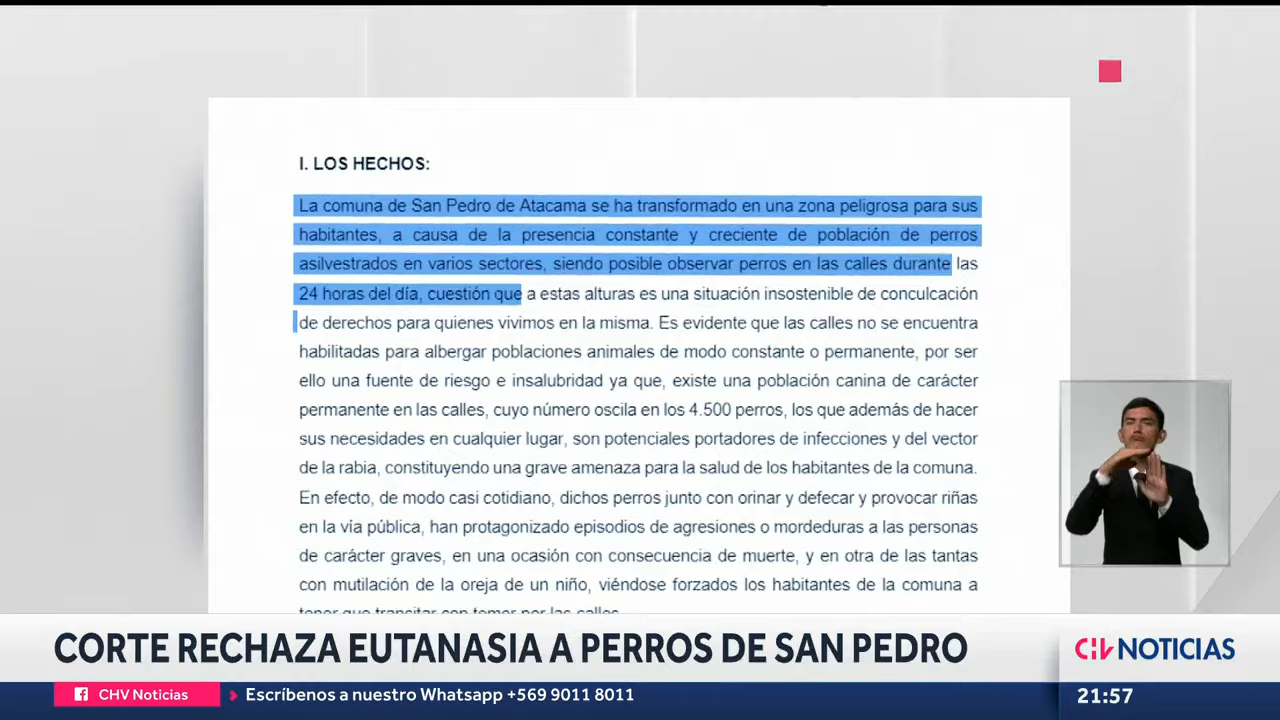 I. LOS HECHOS:
La comuna de San Pedro de Atacama se ha transformado en una zona peligrosa para sus
habitantes, a causa de la presencia constante y creciente de población de perros
asilvestrados en varios sectores, siendo posible observar perros en las calles durante las
24 horas del día, cuestión que a estas alturas es una situación insostenible de conculcación
de derechos para quienes vivimos en la misma. Es evidente que las calles no se encuentra
habilitadas para albergar poblaciones animales de modo constante o permanente, por ser
ello una fuente de riesgo e insalubridad ya que, existe una población canina de carácter
permanente en las calles, cuyo número oscila en los 4.500 perros, los que además de hacer
sus necesidades en cualquier lugar, son potenciales portadores de infecciones y del vector
de la rabia, constituyendo una grave amenaza para la salud de los habitantes de la comuna.
En efecto, de modo casi cotidiano, dichos perros junto con orinar y defecar y provocar riñas
en la vía pública, han protagonizado episodios de agresiones o mordeduras a las personas
de carácter graves, en una ocasión con consecuencia de muerte, y en otra de las tantas
con mutilación de la oreja de un niño, viéndose forzados los habitantes de la comuna a
tener que transitar con temor por las calles.
CORTE RECHAZA EUTANASIA A PERROS DE SAN PEDRO
CHV NOTICIAS
CHV Noticias
Escríbenos a nuestro Whatsapp +569 9011 8011
21:57